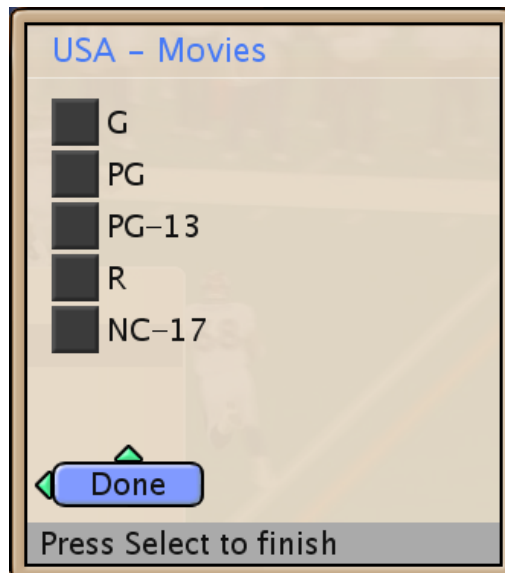 USA – Movies
G
PG
PG–13
R
NC–17
Done
Press Select to finish